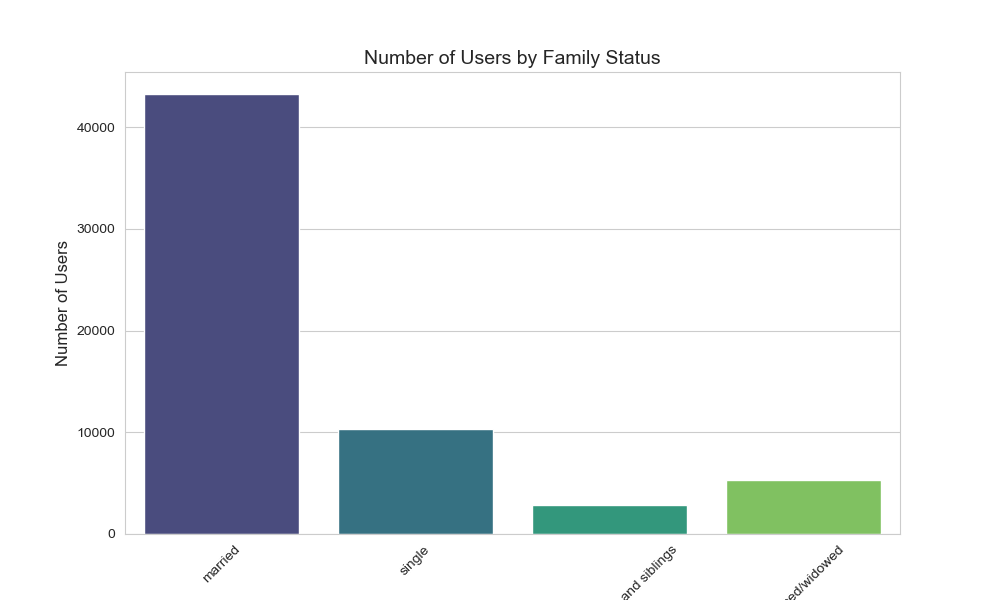 Number of Users by Family Status
Number of Users
40000
30000
20000
10000
0
married
single
and siblings
ed/widowed